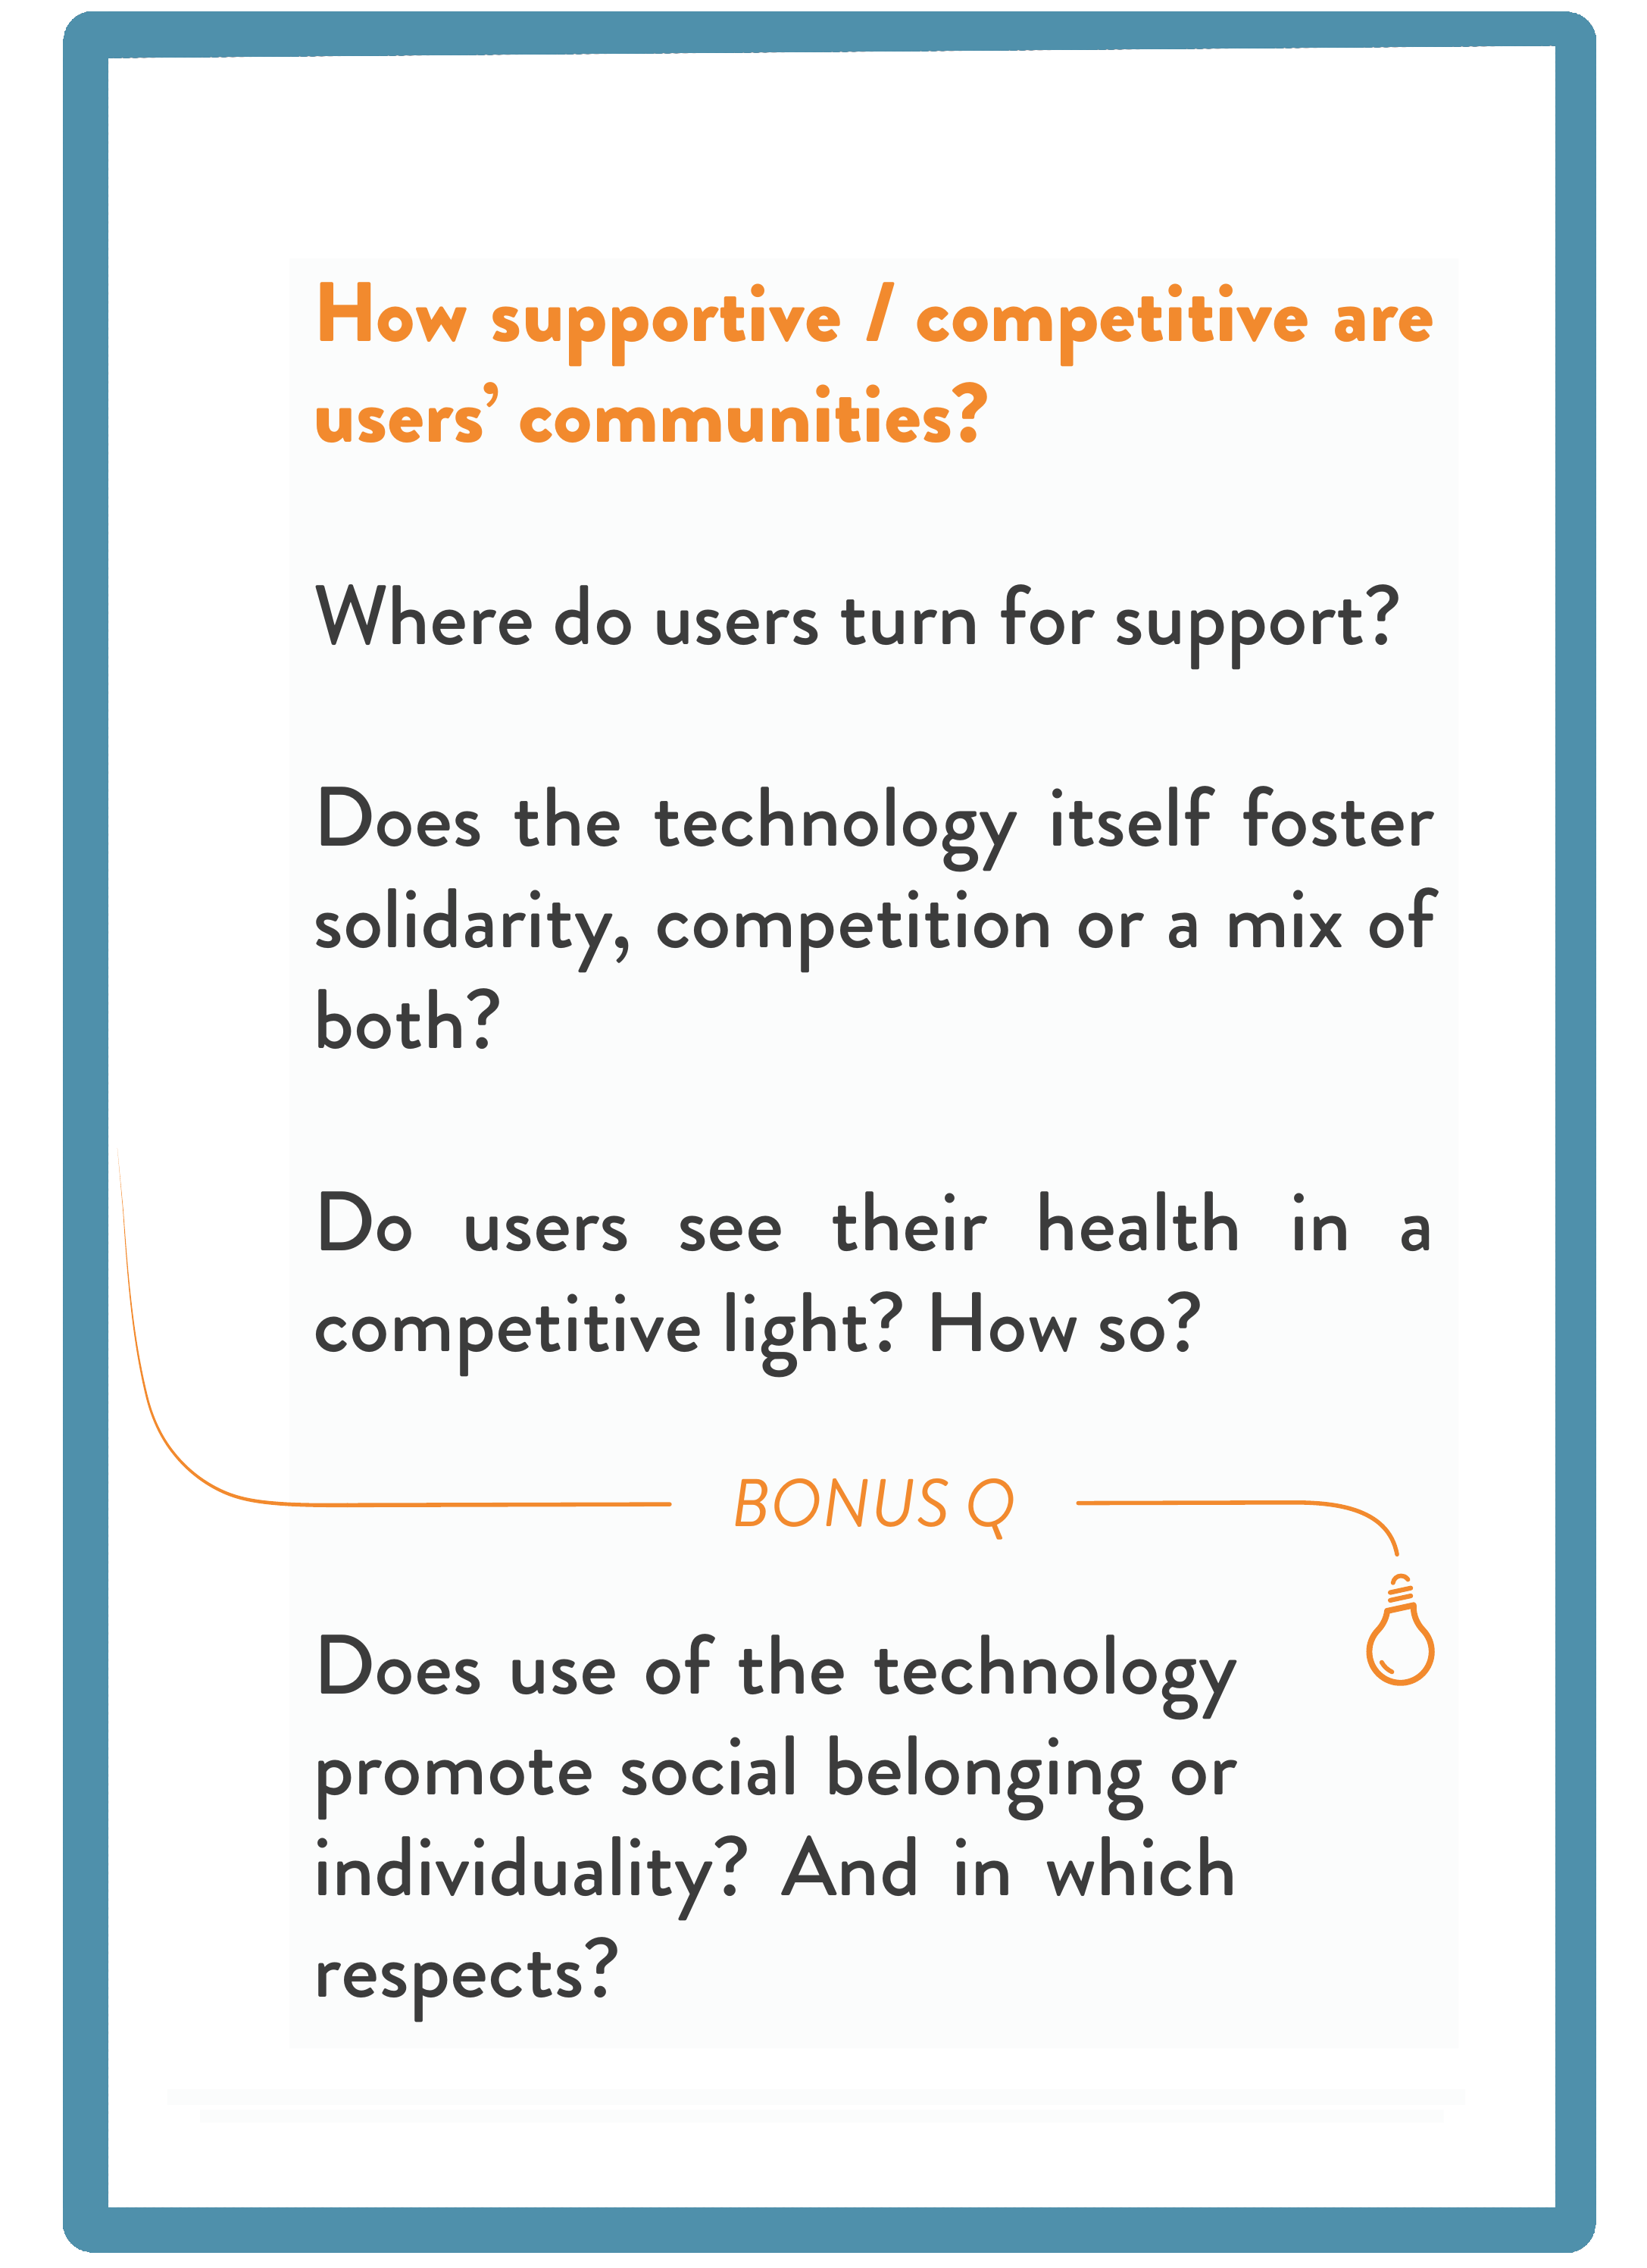 How supportive / competitive are
users’ communities?
Where do users turn for support?
Does the technology itself foster
solidarity, competition or a mix of
both?
Do users see their health in a
competitive light? How so?
BONUS Q
Does use of the technology
promote social belonging or
individuality? And in which
respects?